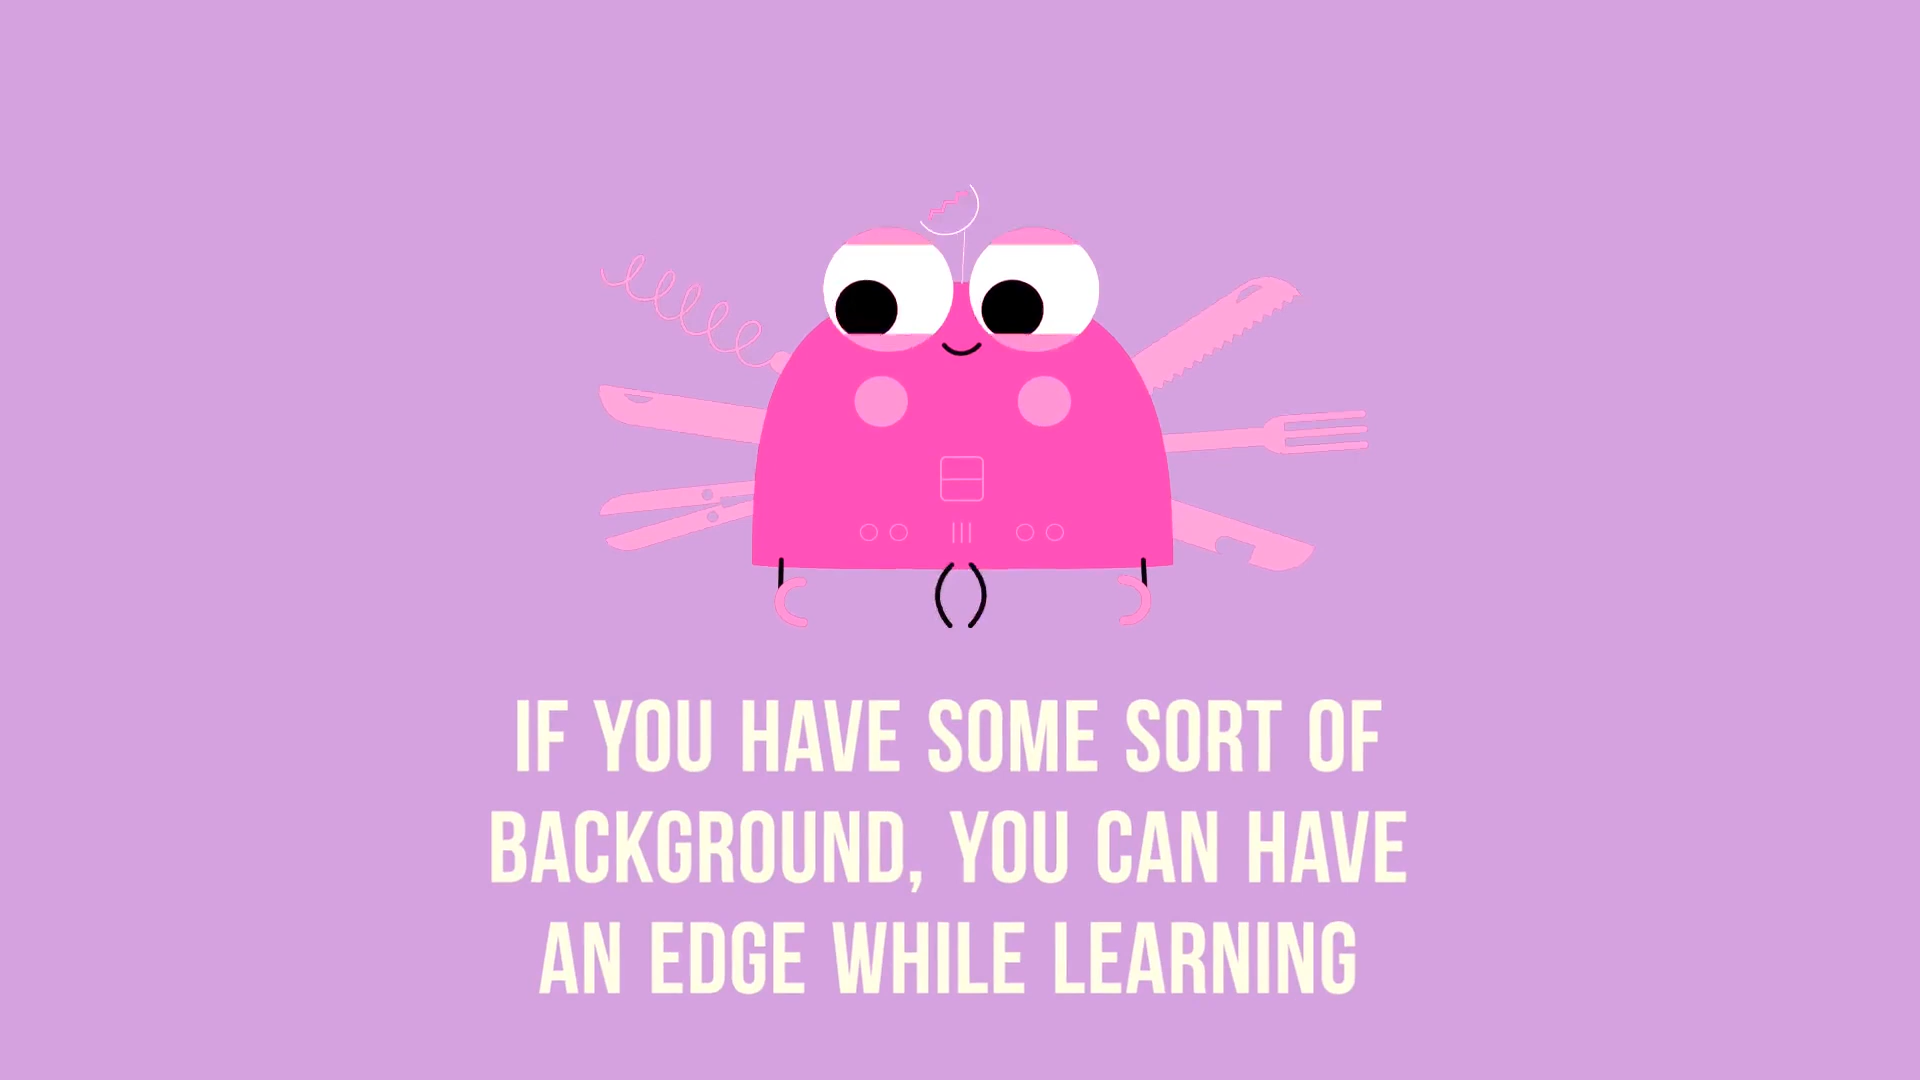 IF YOU HAVE SOME SORT OF
BACKGROUND, YOU CAN HAVE
AN EDGE WHILE LEARNING